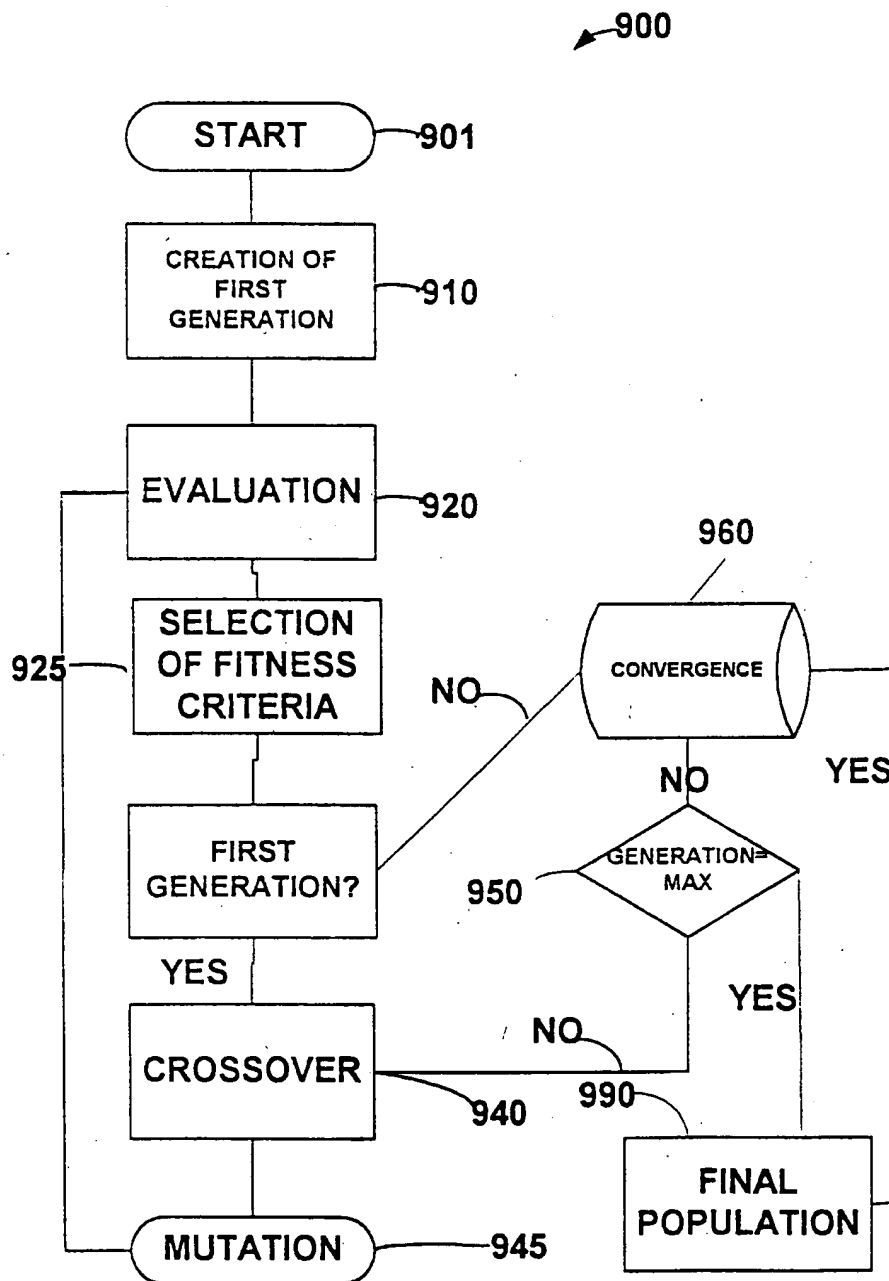 900
START
901
CREATION OF
FIRST
GENERATION
910
EVALUATION
920
960
SELECTION
OF FITNESS
CRITERIA
925
CONVERGENCE
NO
YES
NO
FIRST
GENERATION?
GENERATION=
MAX
950
YES
YES
CROSSOVER
NO
940
990
FINAL
POPULATION
MUTATION
945